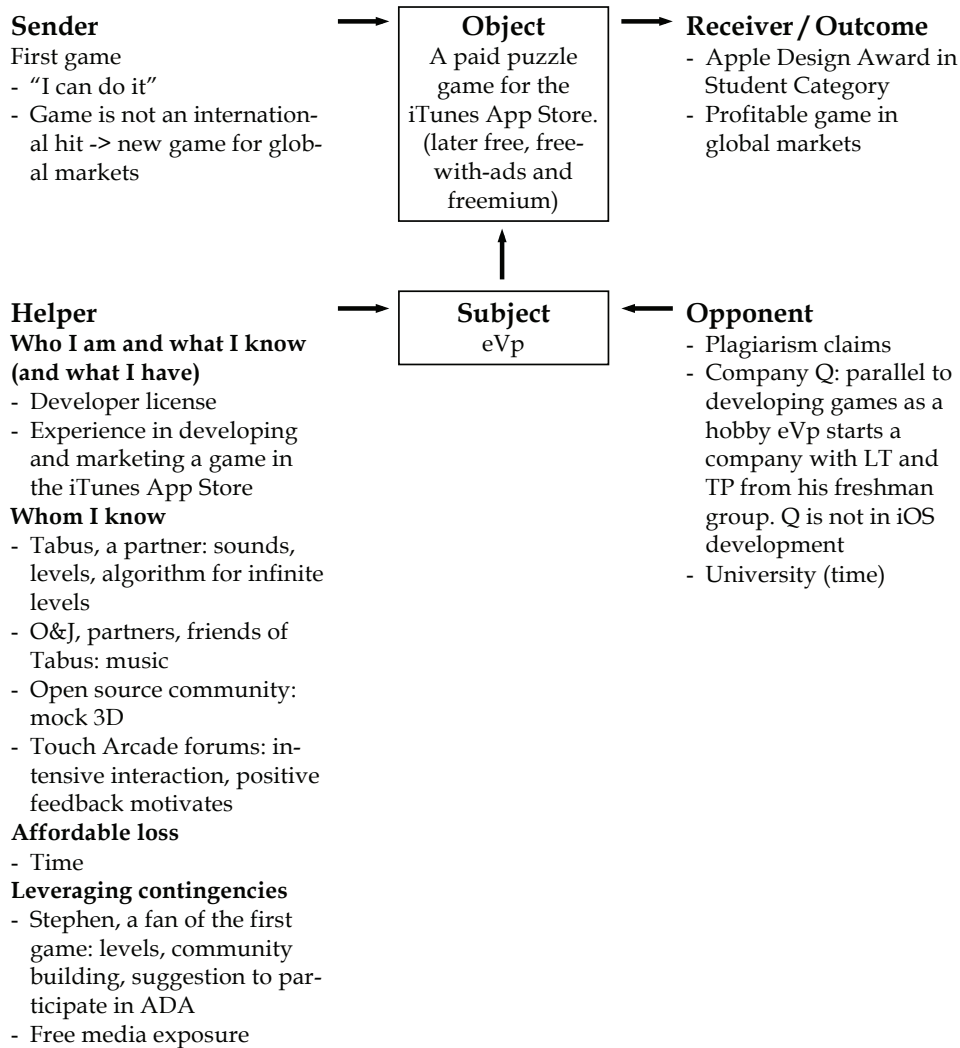 Sender
First game
- “I can do it”
- Game is not an internation-
al hit -> new game for glob-
al markets
Object
A paid puzzle
game for the
iTunes App Store.
(later free, free-
with-ads and
freemium)
Receiver / Outcome
- Apple Design Award in
Student Category
- Profitable game in
global markets
Helper
Who I am and what I know
(and what I have)
- Developer license
- Experience in developing
and marketing a game in
the iTunes App Store
Whom I know
- Tabus, a partner: sounds,
levels, algorithm for infinite
levels
- O&J, partners, friends of
Tabus: music
- Open source community:
mock 3D
- Touch Arcade forums: in-
tensive interaction, positive
feedback motivates
Affordable loss
- Time
Leveraging contingencies
- Stephen, a fan of the first
game: levels, community
building, suggestion to par-
ticipate in ADA
- Free media exposure
Subject
eVp
Opponent
- Plagiarism claims
- Company Q: parallel to
developing games as a
hobby eVp starts a
company with LT and
TP from his freshman
group. Q is not in iOS
development
- University (time)